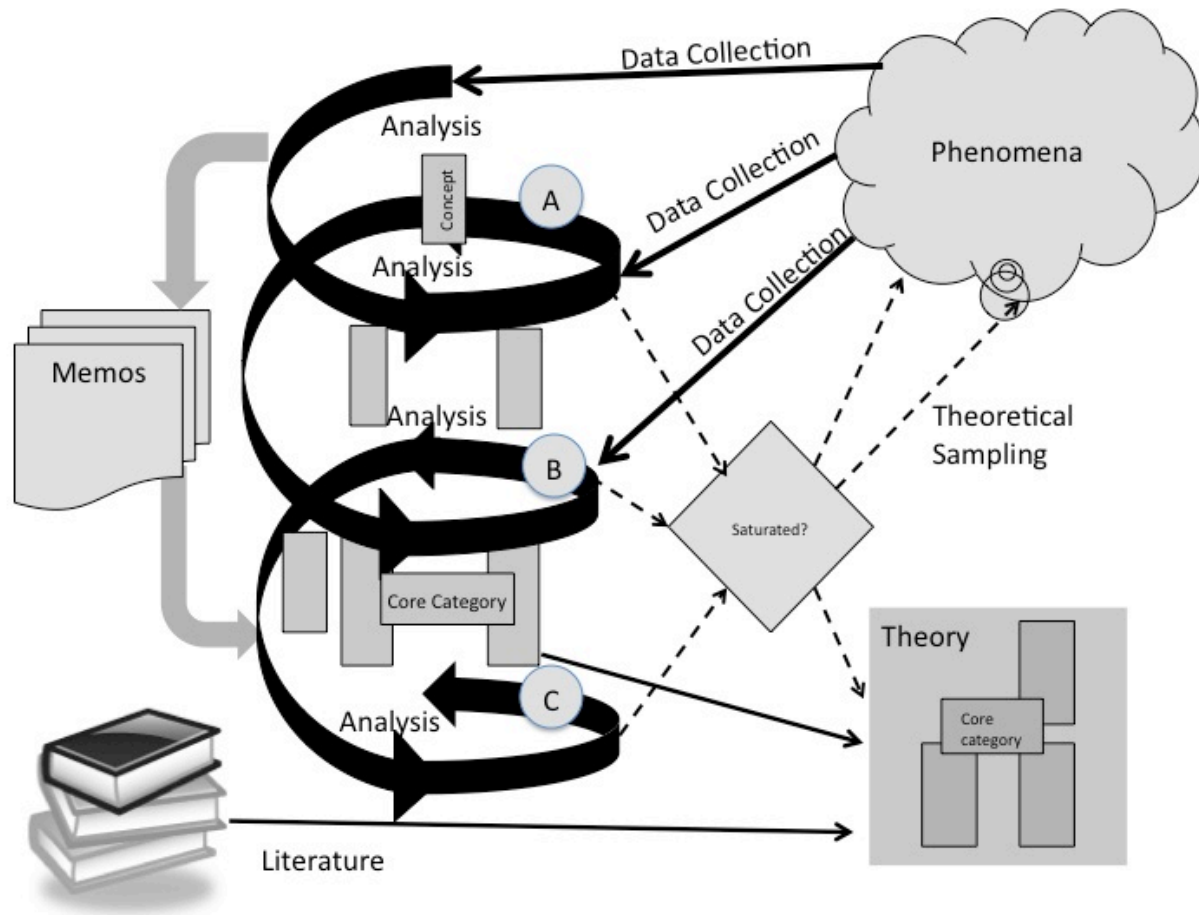 Data Collection
Analysis
Phenomena
Concept
A
Data Collection
Analysis
Data Collection
Memos
Analysis
Theoretical
Sampling
B
Saturated?
Core Category
Theory
C
Analysis
Core
category
Literature